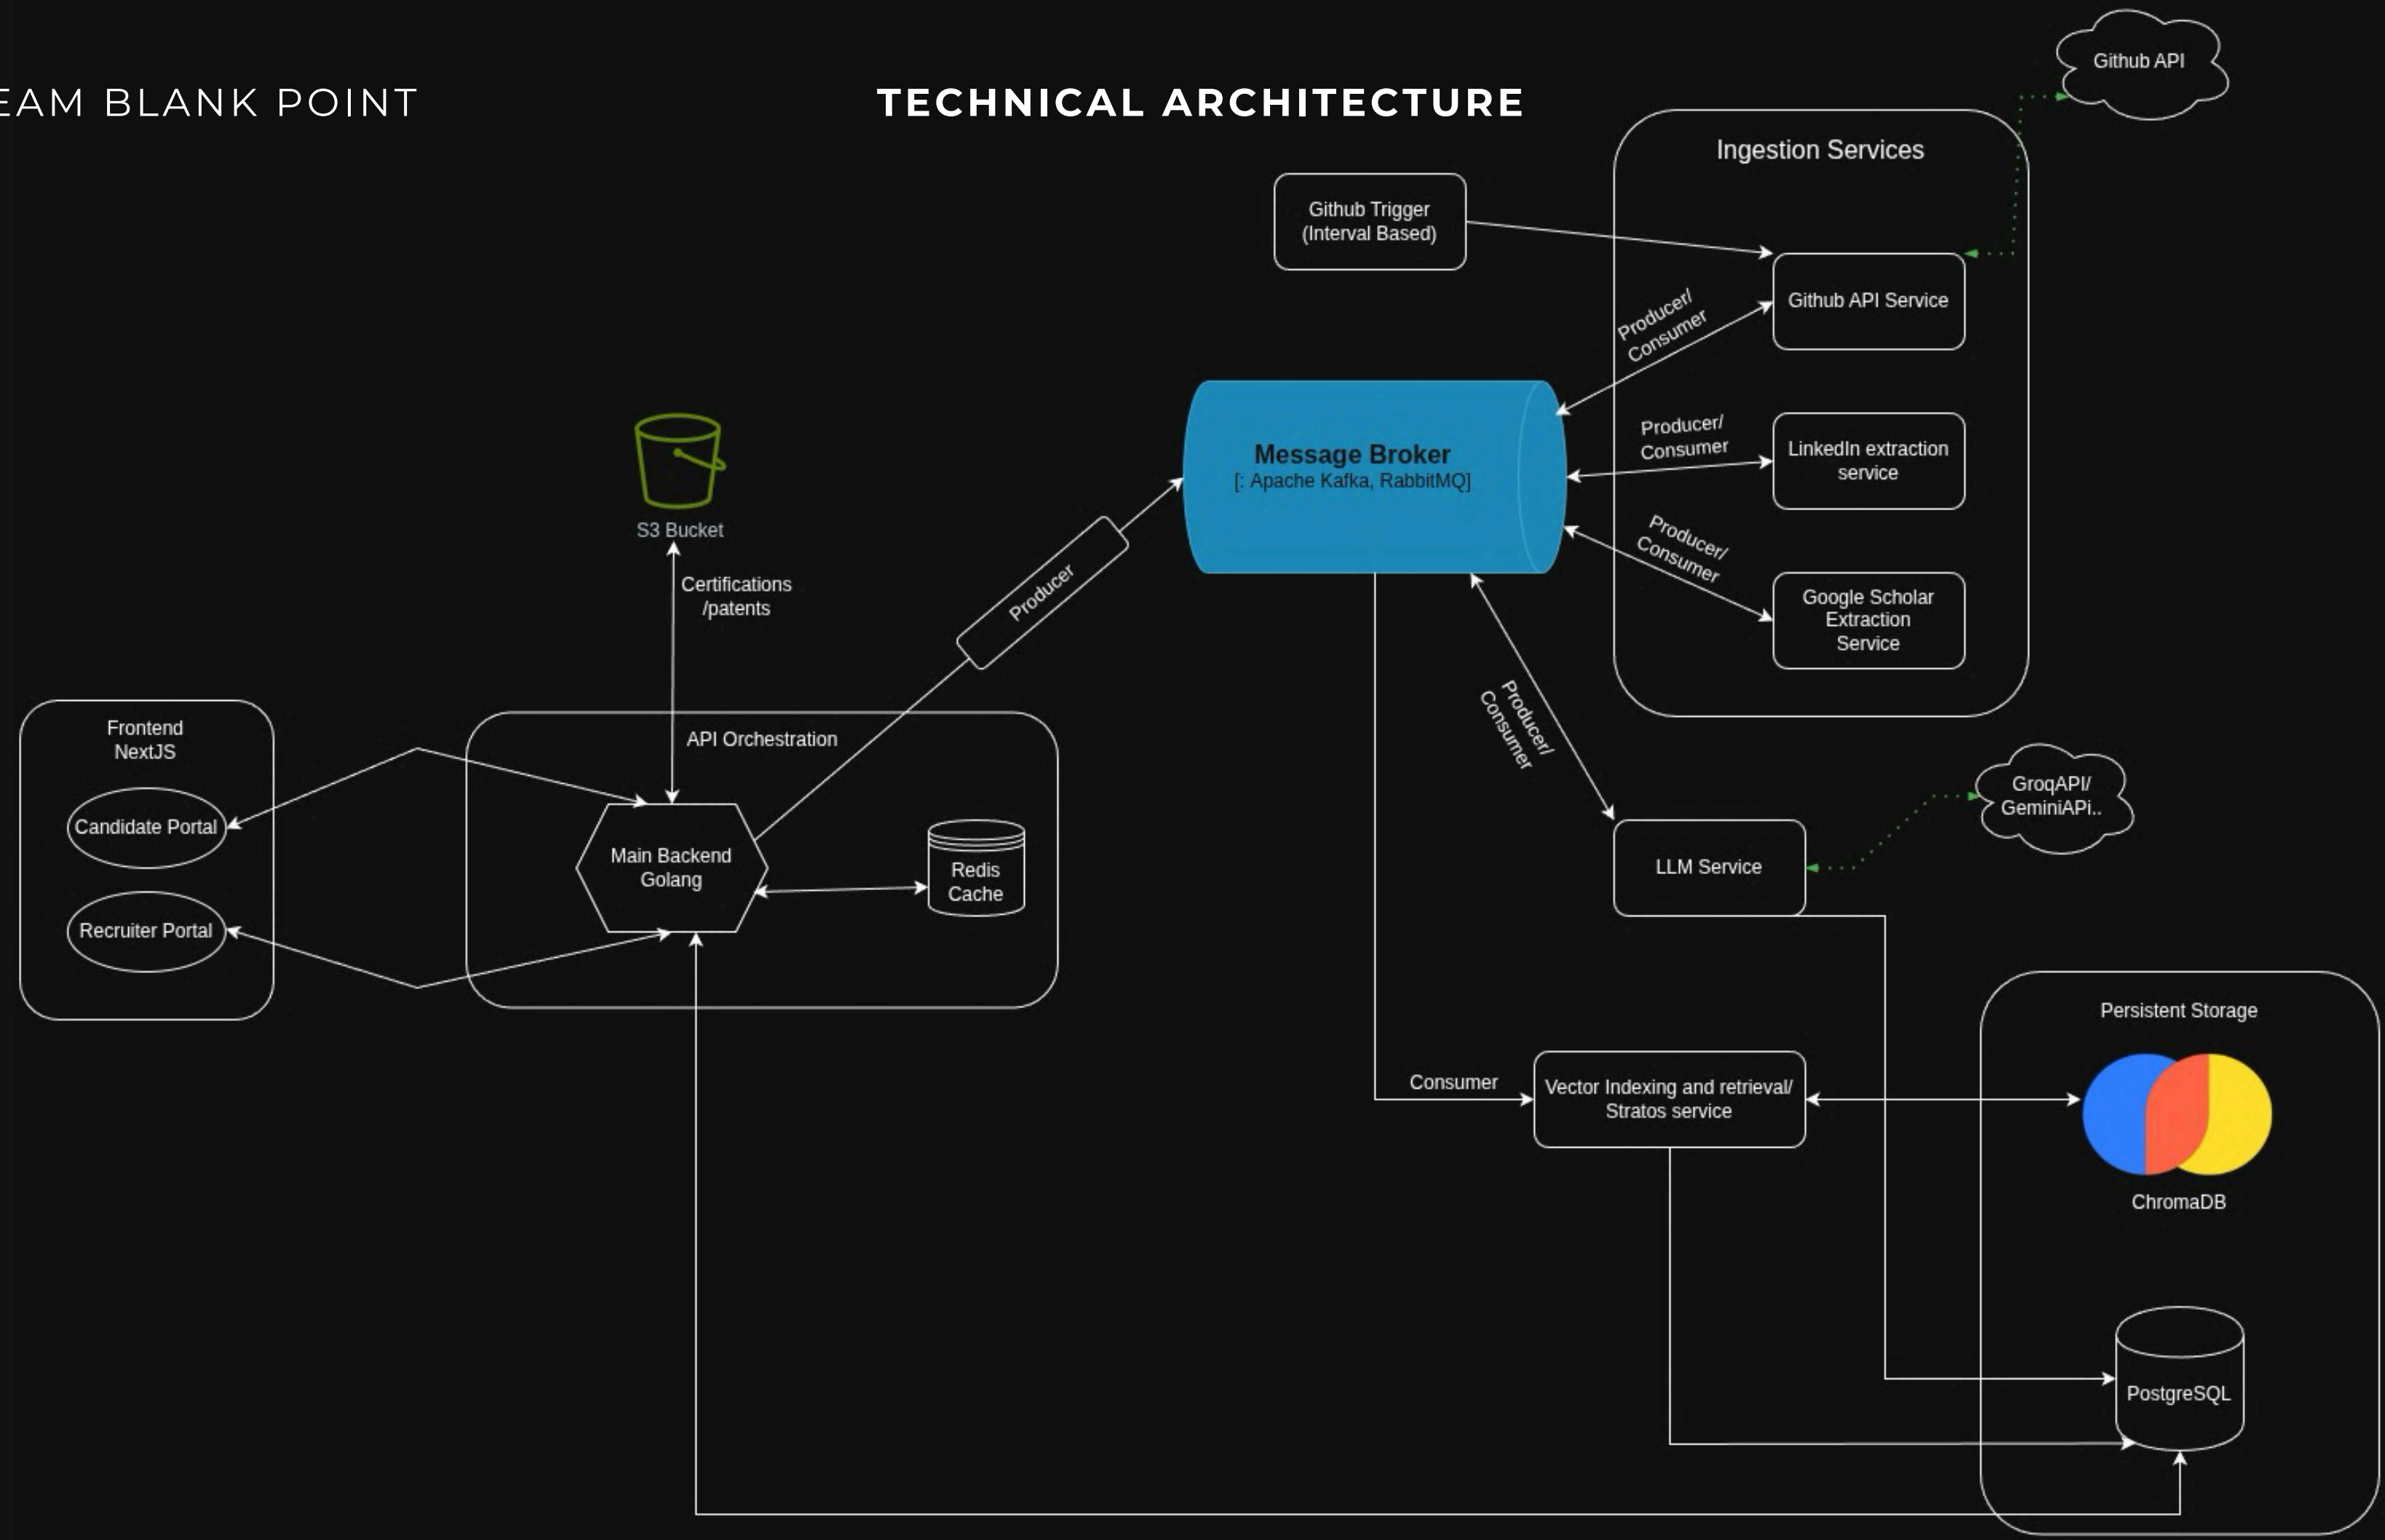 EAM BLANK POINT
TECHNICAL ARCHITECTURE
Github API
Ingestion Services
Github Trigger
(Interval Based)
Github API Service
Producer/
Consumer
Message Broker
[: Apache Kafka, RabbitMQ]
Producer/
Consumer
LinkedIn extraction
service
Producer/
Consumer
Google Scholar
Extraction
Service
S3 Bucket
Certifications
/patents
Producer
Frontend
NextJS
Candidate Portal
Recruiter Portal
API Orchestration
Main Backend
Golang
Redis
Cache
Producer/
Consumer
GroqAPI/
GeminiAPi..
LLM Service
Persistent Storage
Consumer
Vector Indexing and retrieval/
Stratos service
ChromaDB
PostgreSQL